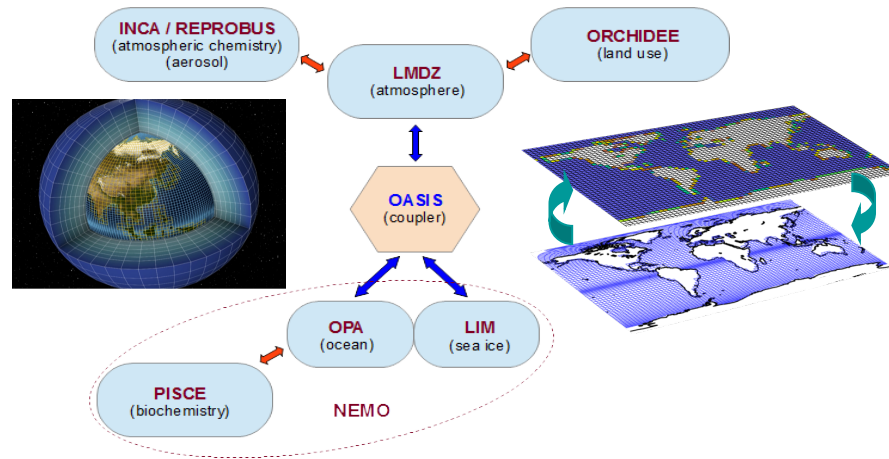 INCA / REPROBUS
(atmospheric chemistry)
(aerosol)
ORCHIDEE
(land use)
LMDZ
(atmosphere)
OASIS
(coupler)
OPA
(ocean)
LIM
(sea ice)
PISCE
(biochemistry)
NEMO